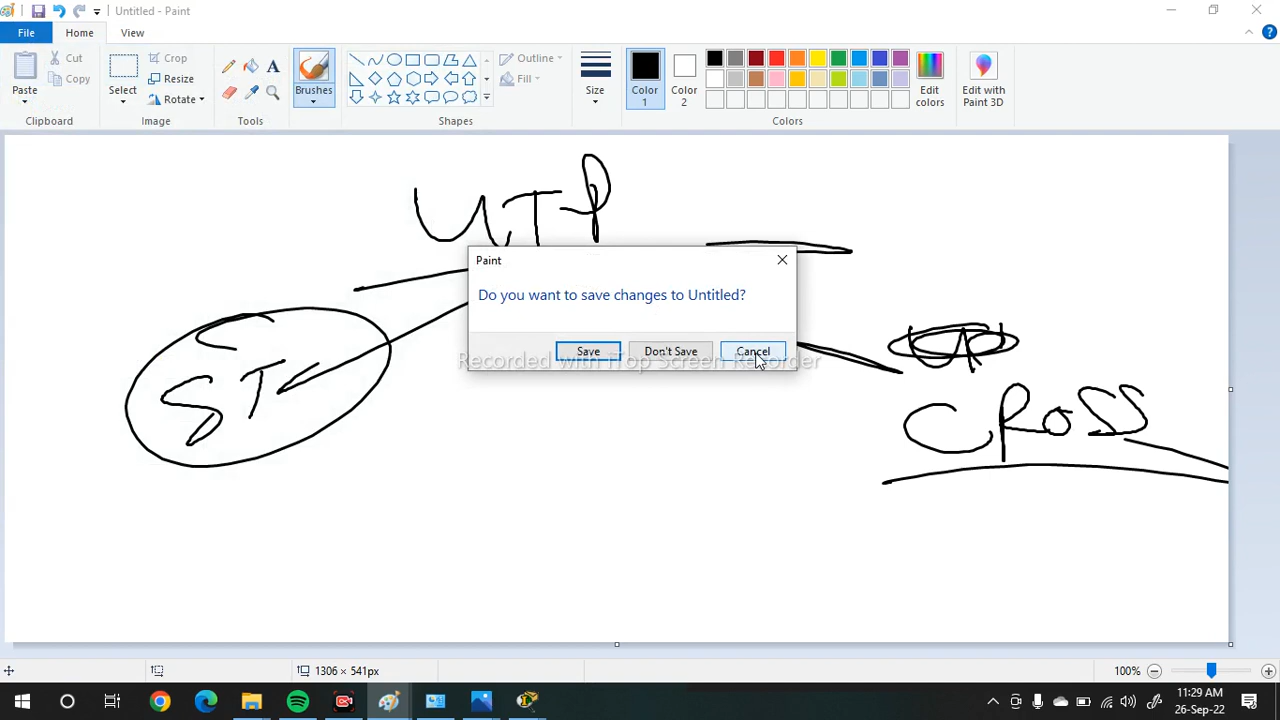 Untitled - Paint
File Home View
Paste Cut Copy Clipboard
Select Crop Resize Rotate Image
Tools
Brushes
Outline Fill Shapes
Size
Color 1 Color 2 Edit colors Colors
Edit with Paint 3D
UTP
Paint
Do you want to save changes to Untitled?
Save Don't Save Cancel
Recorded with iTop Screen Recorder
ST
CROSS
1306 × 541px 100%
11:29 AM
26-Sep-22